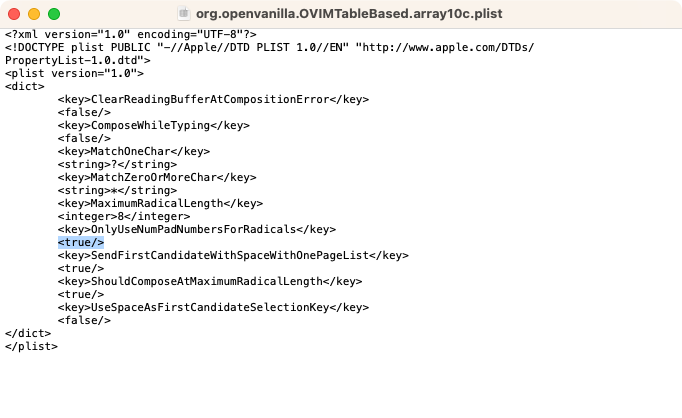 org.openvanilla.OVIMTableBased.array10c.plist
<?xml version="1.0" encoding="UTF-8"?>
<!DOCTYPE plist PUBLIC "-//Apple//DTD PLIST 1.0//EN" "http://www.apple.com/DTDs/
PropertyList-1.0.dtd">
<plist version="1.0">
<dict>
	<key>ClearReadingBufferAtCompositionError</key>
	<false/>
	<key>ComposeWhileTyping</key>
	<false/>
	<key>MatchOneChar</key>
	<string>?</string>
	<key>MatchZeroOrMoreChar</key>
	<string>*</string>
	<key>MaximumRadicalLength</key>
	<integer>8</integer>
	<key>OnlyUseNumPadNumbersForRadicals</key>
	<true/>
	<key>SendFirstCandidateWithSpaceWithOnePageList</key>
	<true/>
	<key>ShouldComposeAtMaximumRadicalLength</key>
	<true/>
	<key>UseSpaceAsFirstCandidateSelectionKey</key>
	<false/>
</dict>
</plist>